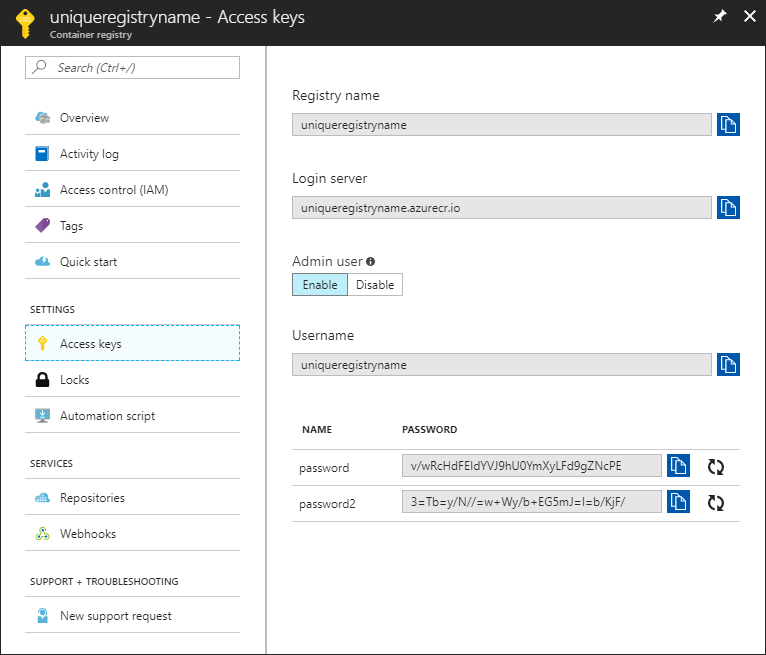 uniqueregistryname - Access keys
Container registry
Search (Ctrl+/)
Overview
Activity log
Access control (IAM)
Tags
Quick start
SETTINGS
Access keys
Locks
Automation script
SERVICES
Repositories
Webhooks
SUPPORT + TROUBLESHOOTING
New support request
Registry name
uniqueregistryname
Login server
uniqueregistryname.azurecr.io
Admin user
Enable Disable
Username
uniqueregistryname
NAME PASSWORD
password v/wRcHdFEIdYVJ9hU0YmXyLFd9gZNcPE
password2 3=Tb=y/N//=w+Wy/b+EG5mJ=I=b/KjF/